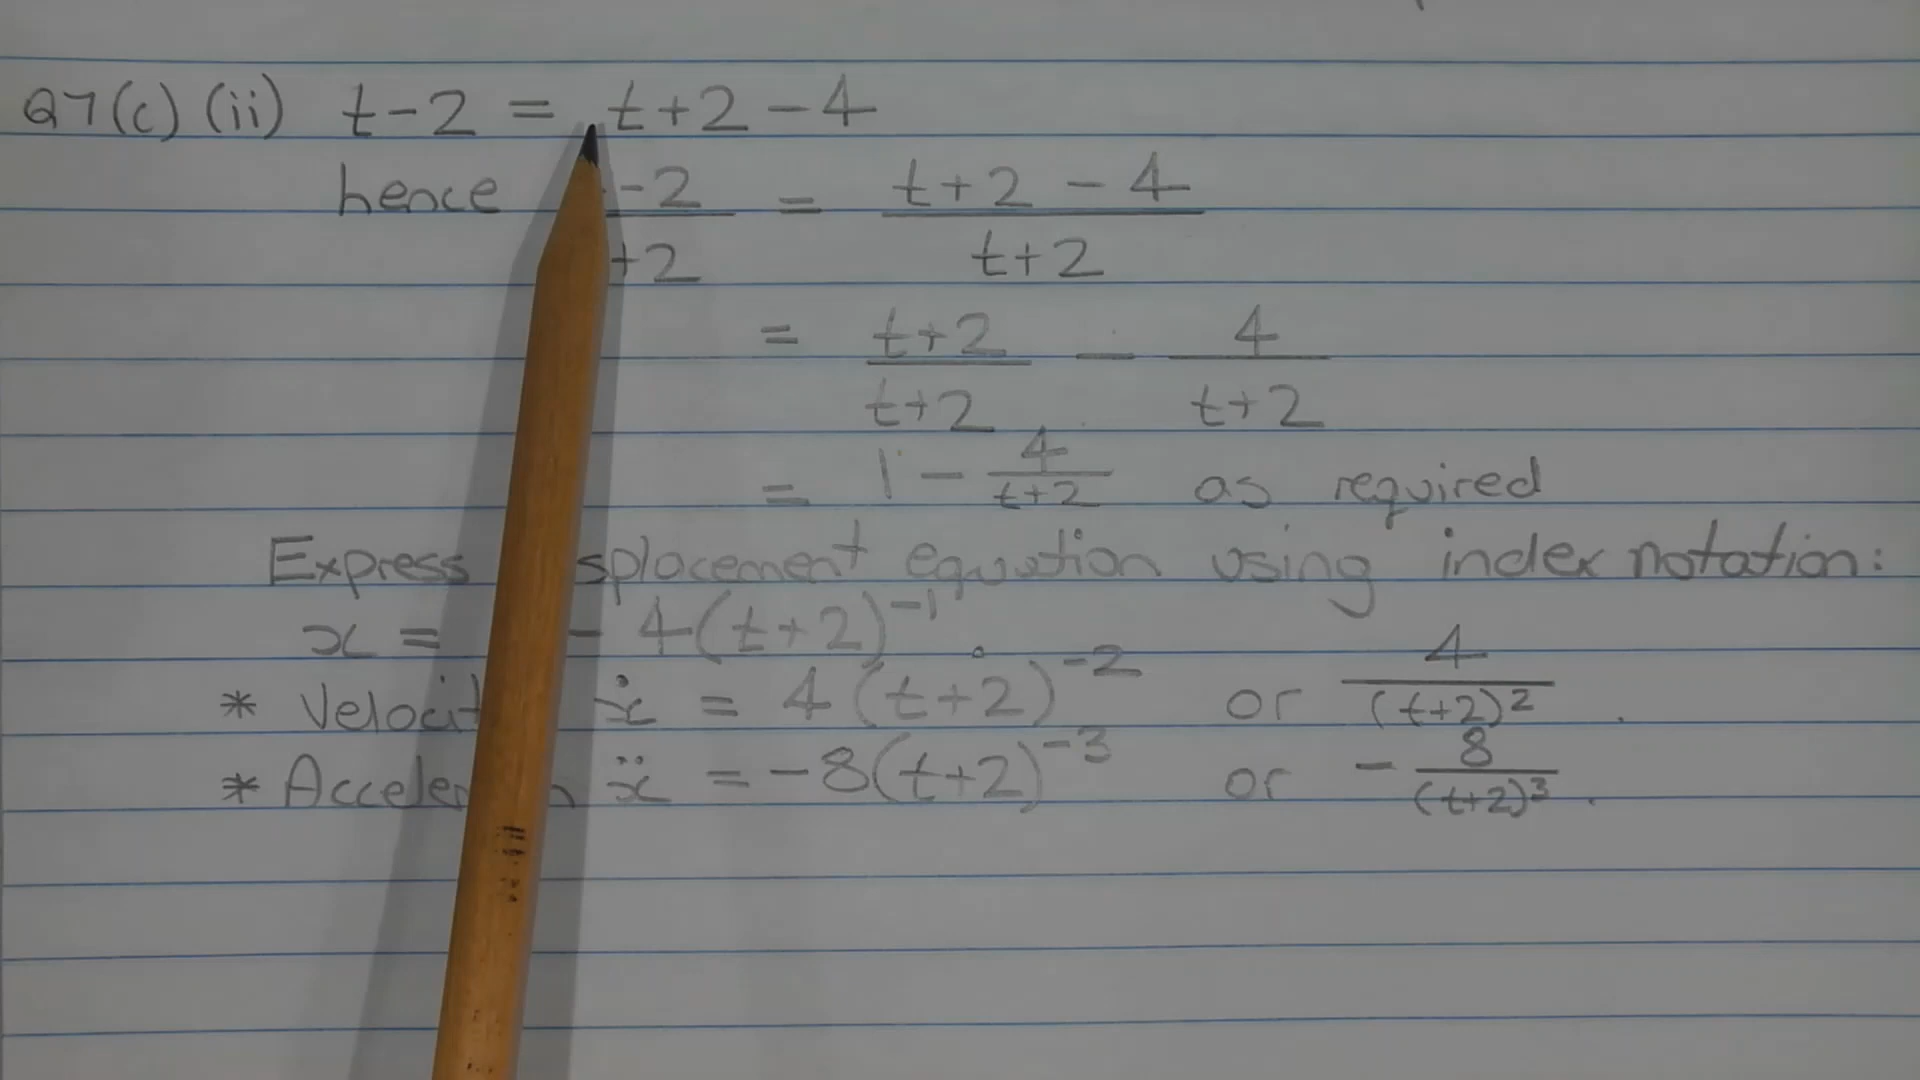 Q7(c) (ii) t-2 = t+2-4
hence -2/+2 = (t+2-4)/(t+2)
= (t+2)/(t+2) - 4/(t+2)
= 1 - 4/(t+2) as required
Express splacement equation using index notation:
x = - 4(t+2)⁻¹
* Velocit ẋ = 4(t+2)⁻² or 4/(t+2)².
* Acceler n ẍ = -8(t+2)⁻³ or - 8/(t+2)³.